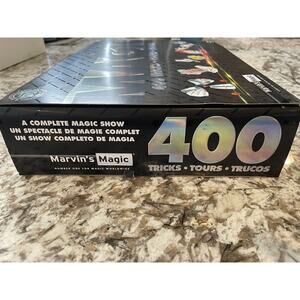 A COMPLETE MAGIC SHOW
UN SPECTACLE DE MAGIE COMPLET
UN SHOW COMPLETO DE MAGIA
Marvin's Magic
NUMBER ONE FOR MAGIC WORLDWIDE
400
TRICKS • TOURS • TRUCOS